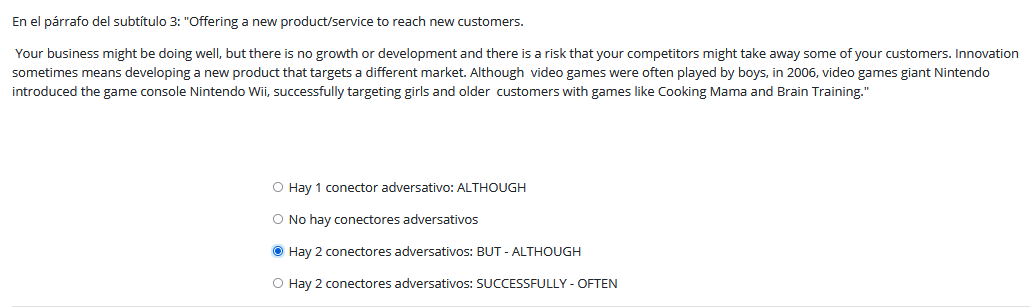 En el párrafo del subtítulo 3: "Offering a new product/service to reach new customers.
Your business might be doing well, but there is no growth or development and there is a risk that your competitors might take away some of your customers. Innovation
sometimes means developing a new product that targets a different market. Although video games were often played by boys, in 2006, video games giant Nintendo
introduced the game console Nintendo Wii, successfully targeting girls and older customers with games like Cooking Mama and Brain Training."
Hay 1 conector adversativo: ALTHOUGH
No hay conectores adversativos
Hay 2 conectores adversativos: BUT - ALTHOUGH
Hay 2 conectores adversativos: SUCCESSFULLY - OFTEN